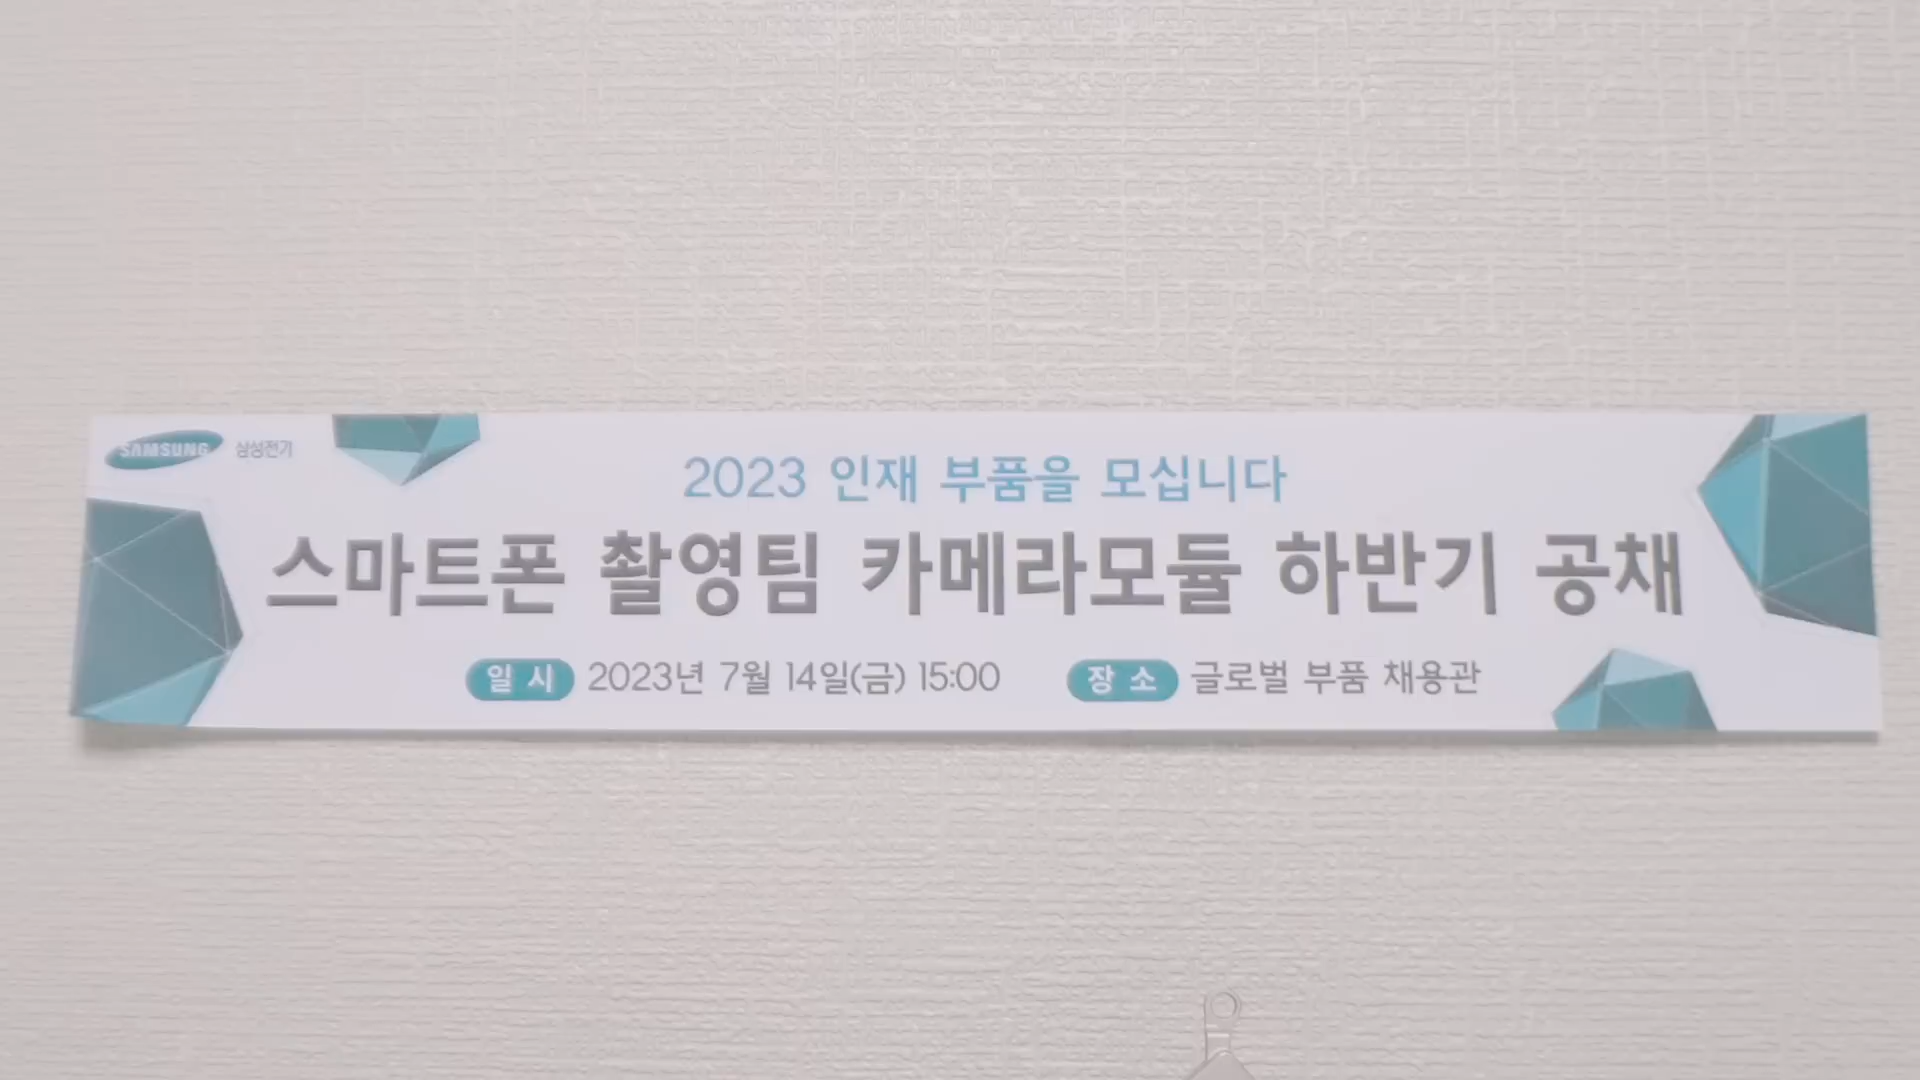 SAMSUNG 삼성전기
2023 인재 부품을 모십니다
스마트폰 촬영팀 카메라모듈 하반기 공채
일 시 2023년 7월 14일(금) 15:00 장 소 글로벌 부품 채용관